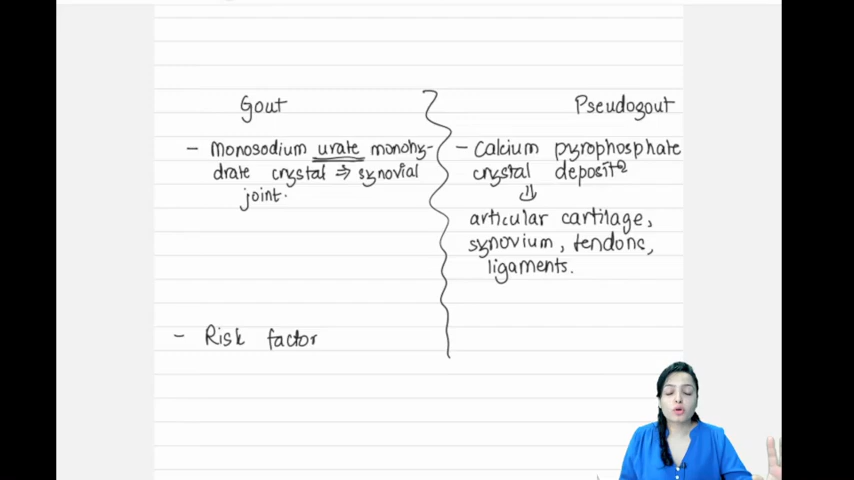 Gout
- Monosodium urate monohy-
drate crystal ⇒ synovial
joint.
- Risk factor
Pseudogout
- Calcium pyrophosphate
crystal depositⁿ
⇓
articular cartilage,
synovium, tendons,
ligaments.